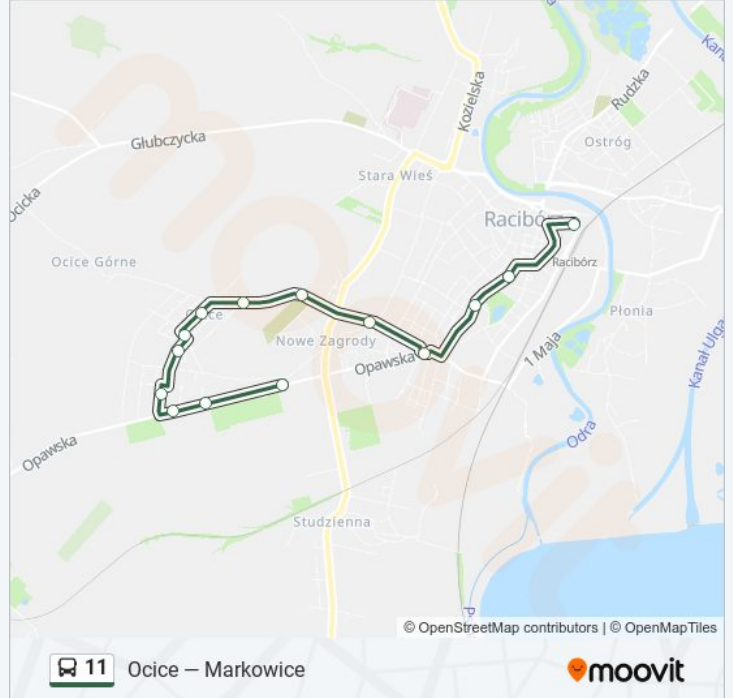 Kanał
Rudzka
Kozielska
Głubczycka
Ostróg
Stara Wieś
ocicka
Racibórz
Ocice Górne
Racibórz
Ocice
Płonia
Nowe Zagrody
1 Maja
Kanał Ulga
Opawska
Opawska
Odra
Studzienna
© OpenStreetMap contributors | © OpenMapTiles
11 Ocice — Markowice
moovit